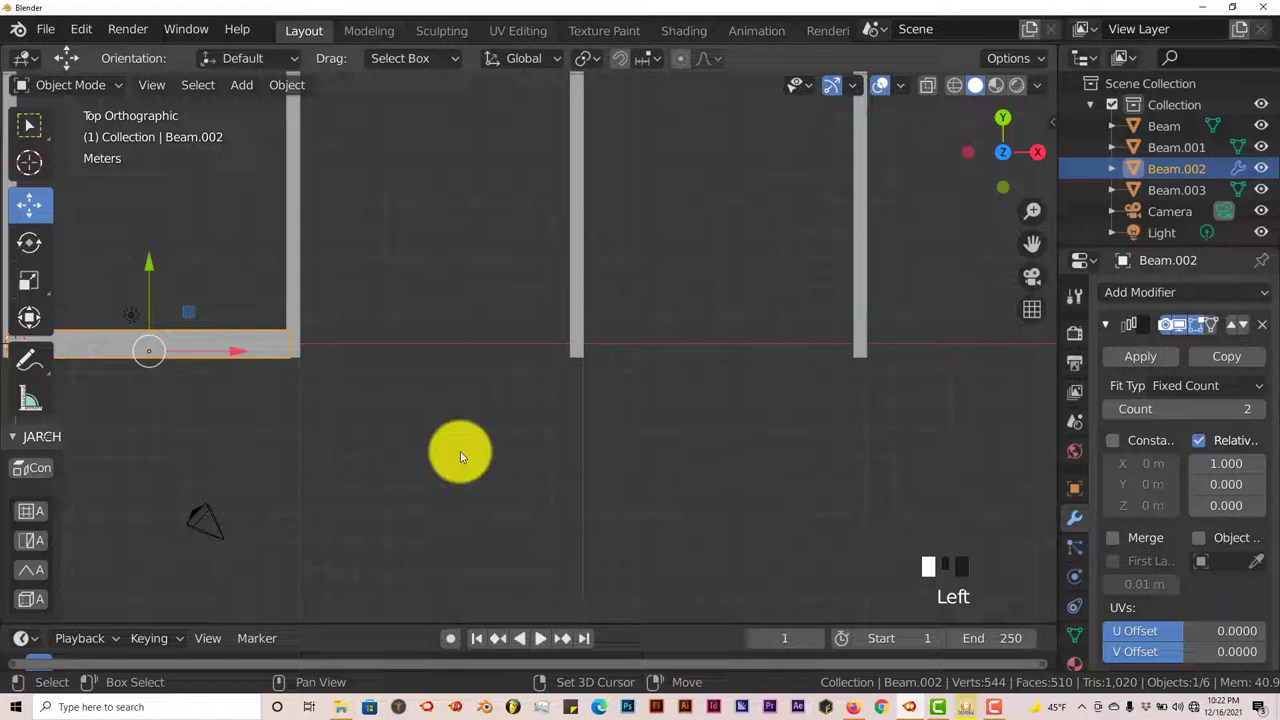 Blender
File Edit Render Window Help Layout Modeling Sculpting UV Editing Texture Paint Shading Animation Renderi Scene View Layer
Orientation: Default Drag: Select Box Global Options
Object Mode View Select Add Object
Scene Collection
Top Orthographic
(1) Collection | Beam.002
Meters
Collection
Beam
Beam.001
Beam.002
Beam.003
Camera
Light
Y
Z
X
Beam.002
Add Modifier
Apply Copy
Fit Typ Fixed Count
Count 2
Consta.. Relativ..
X 0 m 1.000
Y 0 m 0.000
Z 0 m 0.000
Merge Object ..
First La..
0.01 m
UVs:
U Offset 0.0000
V Offset 0.0000
JARCH
Con
A
A
A
A
Left
Playback Keying View Marker 1 Start 1 End 250
Select Box Select Pan View Set 3D Cursor Move Collection | Beam.002 | Verts:544 | Faces:510 | Tris:1,020 | Objects:1/6 | Mem: 40.9
Type here to search 45°F 10:22 PM
12/16/2021